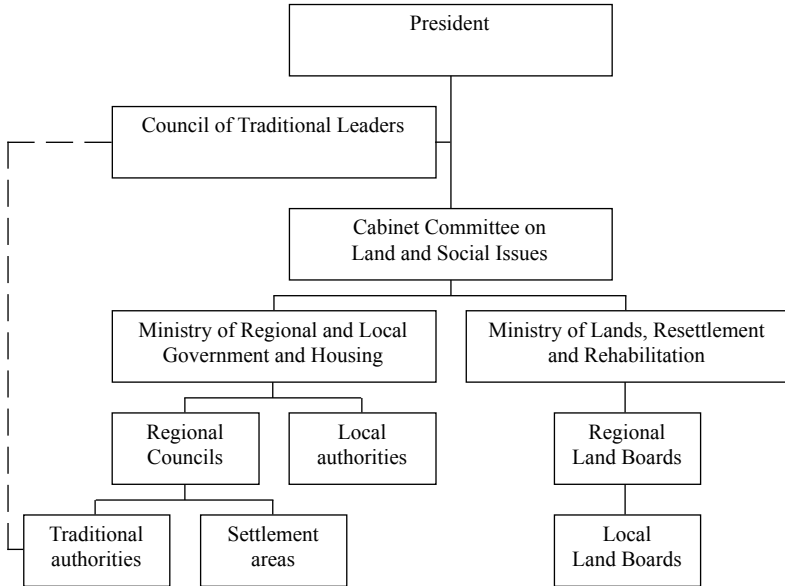 President
Council of Traditional Leaders
Cabinet Committee on
Land and Social Issues
Ministry of Regional and Local
Government and Housing
Ministry of Lands, Resettlement
and Rehabilitation
Regional
Councils
Local
authorities
Regional
Land Boards
Traditional
authorities
Settlement
areas
Local
Land Boards